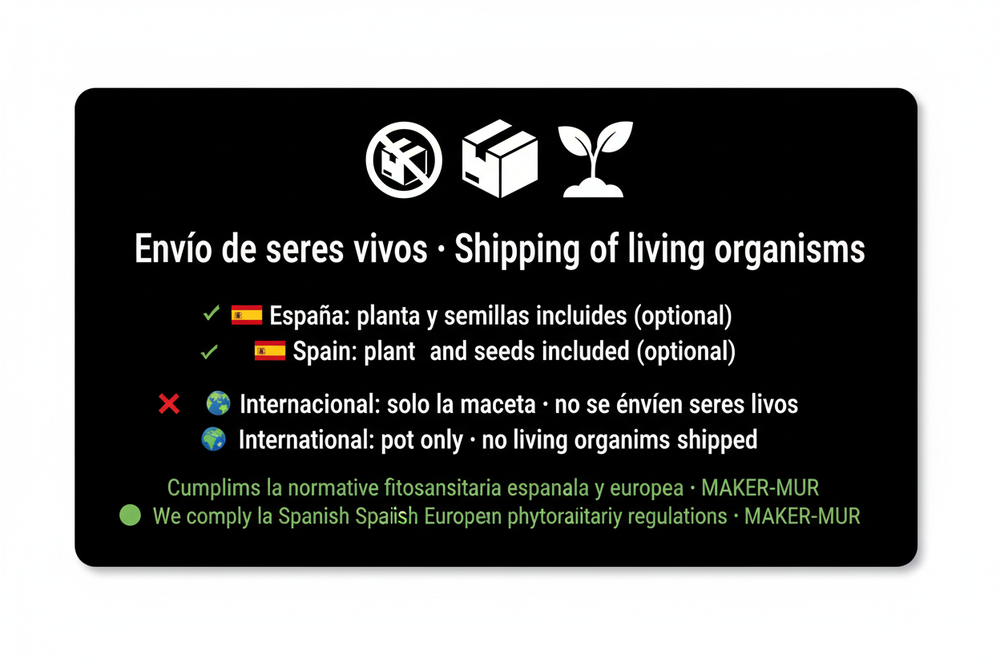 Envío de seres vivos · Shipping of living organisms
España: planta y semillas incluides (optional)
Spain: plant and seeds included (optional)
Internacional: solo la maceta · no se énvíen seres livos
International: pot only · no living organims shipped
Cumplims la normative fitosansitaria espanala y europea · MAKER-MUR
We comply la Spanish Spaiish Europen phytoraiitariy regulations · MAKER-MUR